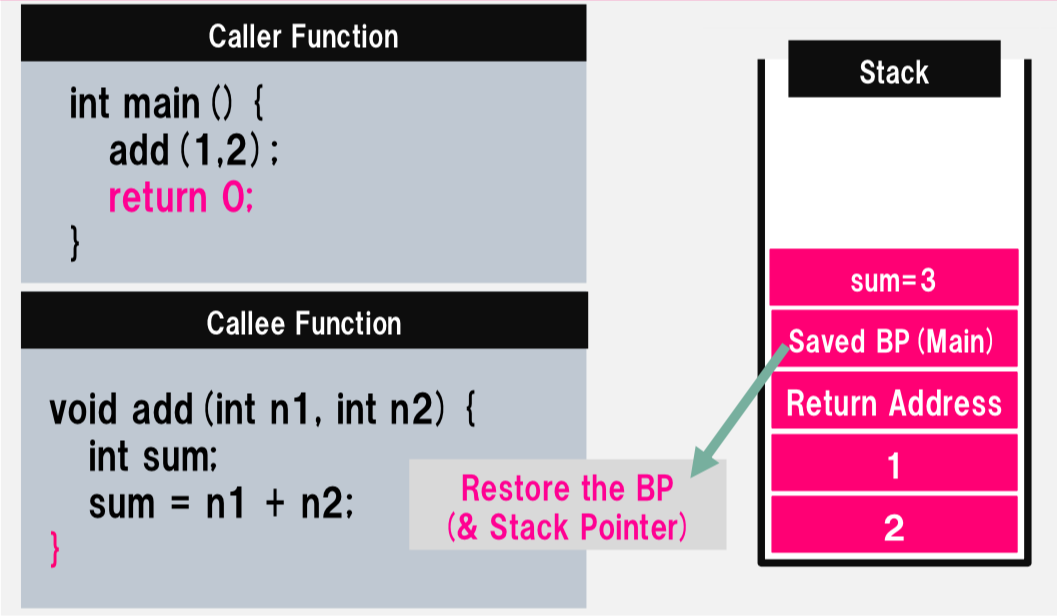 Caller Function
int main () {
add (1,2) :
return 0;
}
Callee Function
void add (int n1, int n2) {
int sum;
sum = n1 + n2;
}
Restore the BP
(& Stack Pointer)
Stack
sum=3
Saved BP (Main)
Return Address
1
2